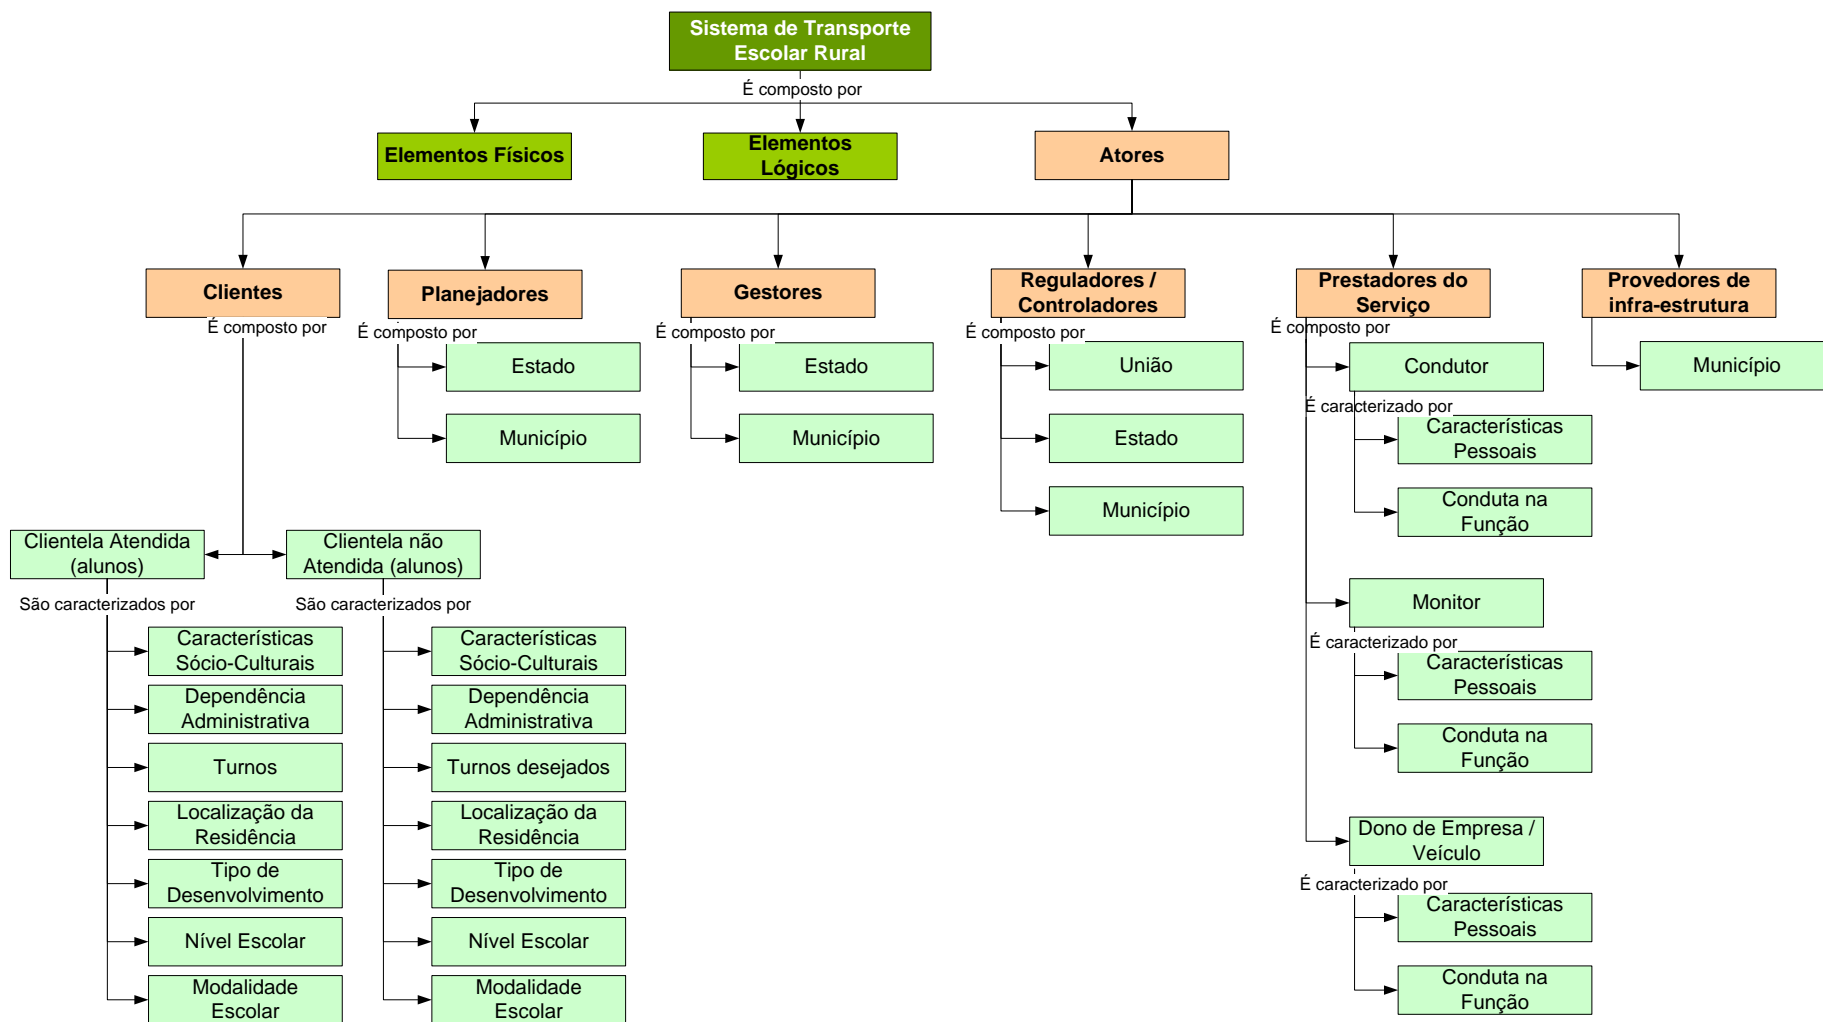 Sistema de Transporte
Escolar Rural
É composto por
Elementos Físicos
Elementos
Lógicos
Atores
Clientes
Planejadores
Gestores
Reguladores /
Controladores
Prestadores do
Serviço
Provedores de
infra-estrutura
É composto por
É composto por
É composto por
É composto por
É composto por
Estado
Município
Estado
Município
União
Estado
Município
Condutor
É caracterizado por
Características
Pessoais
Conduta na
Função
Monitor
É caracterizado por
Características
Pessoais
Conduta na
Função
Dono de Empresa /
Veículo
É caracterizado por
Características
Pessoais
Conduta na
Função
Município
Clientela Atendida
(alunos)
São caracterizados por
Características
Sócio-Culturais
Dependência
Administrativa
Turnos
Localização da
Residência
Tipo de
Desenvolvimento
Nível Escolar
Modalidade
Escolar
Clientela não
Atendida (alunos)
São caracterizados por
Características
Sócio-Culturais
Dependência
Administrativa
Turnos desejados
Localização da
Residência
Tipo de
Desenvolvimento
Nível Escolar
Modalidade
Escolar